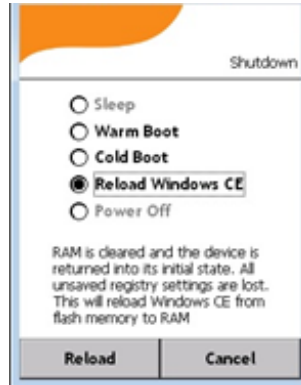 Shutdown
Sleep
Warm Boot
Cold Boot
Reload Windows CE
Power Off
RAM is cleared and the device is
returned into its initial state. All
unsaved registry settings are lost.
This will reload Windows CE from
flash memory to RAM
Reload
Cancel